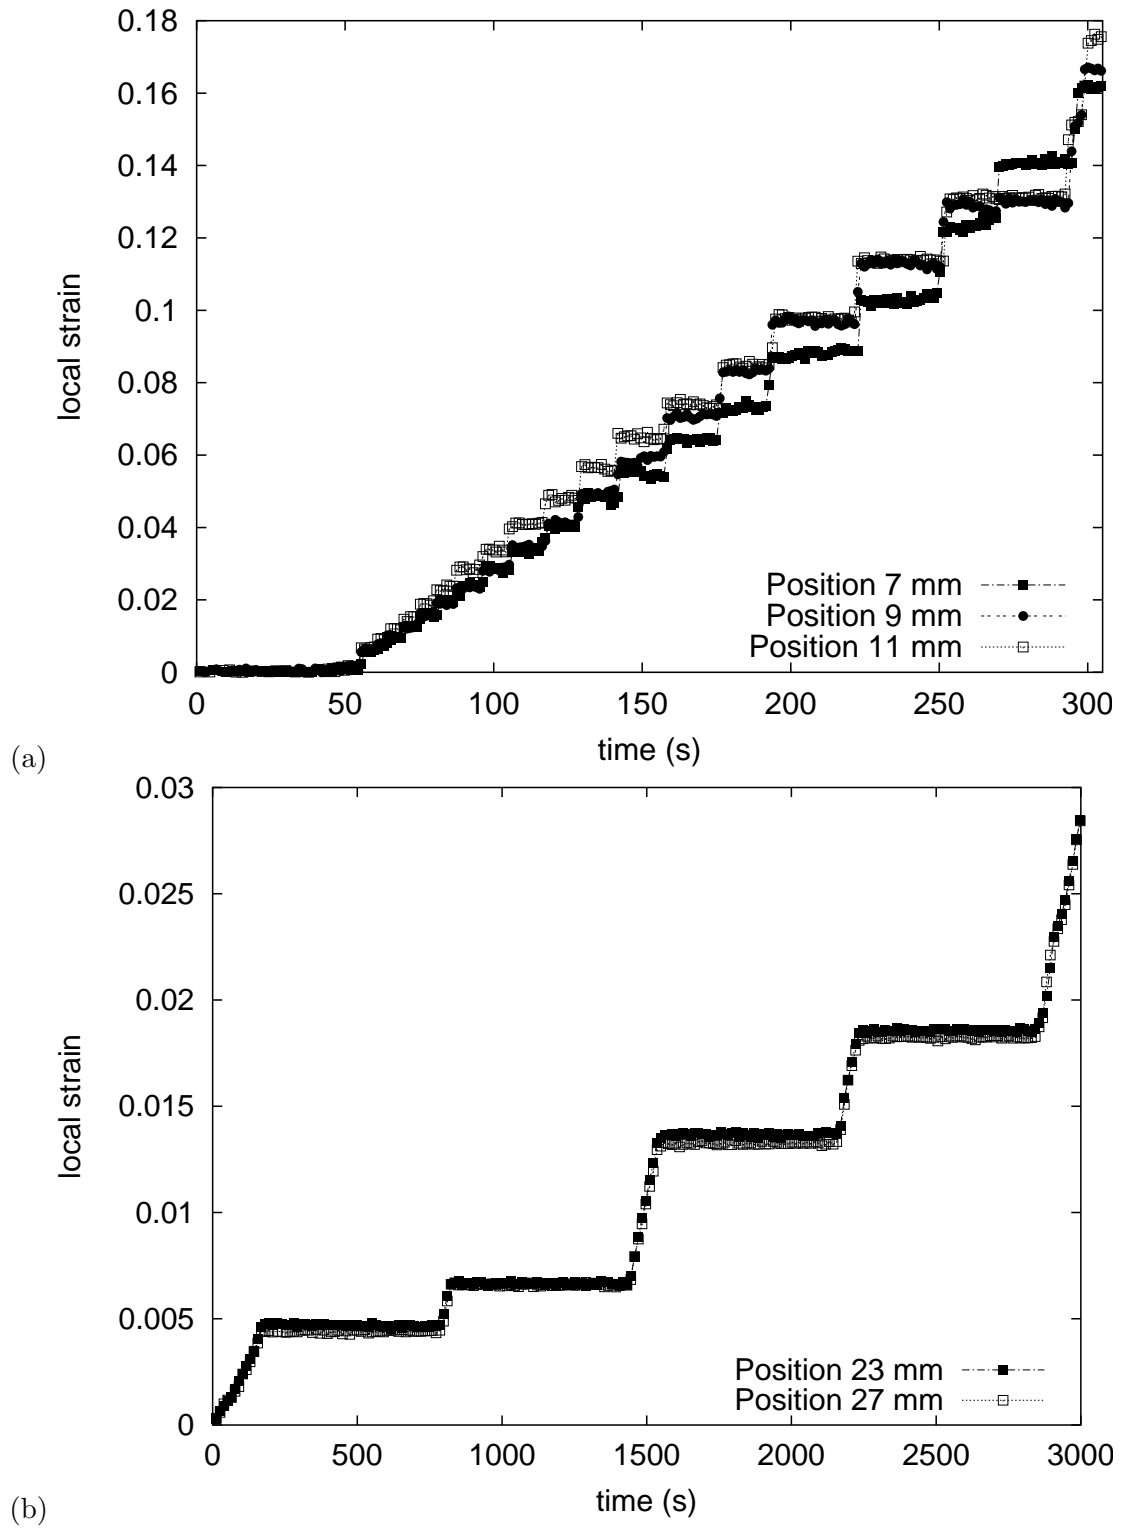 0.18
0.16
0.14
0.12
0.1
0.08
0.06
0.04
0.02
0
local strain
Position 7 mm
Position 9 mm
Position 11 mm
0 50 100 150 200 250 300
time (s)
(a)
0.03
0.025
0.02
0.015
0.01
0.005
0
local strain
Position 23 mm
Position 27 mm
0 500 1000 1500 2000 2500 3000
time (s)
(b)